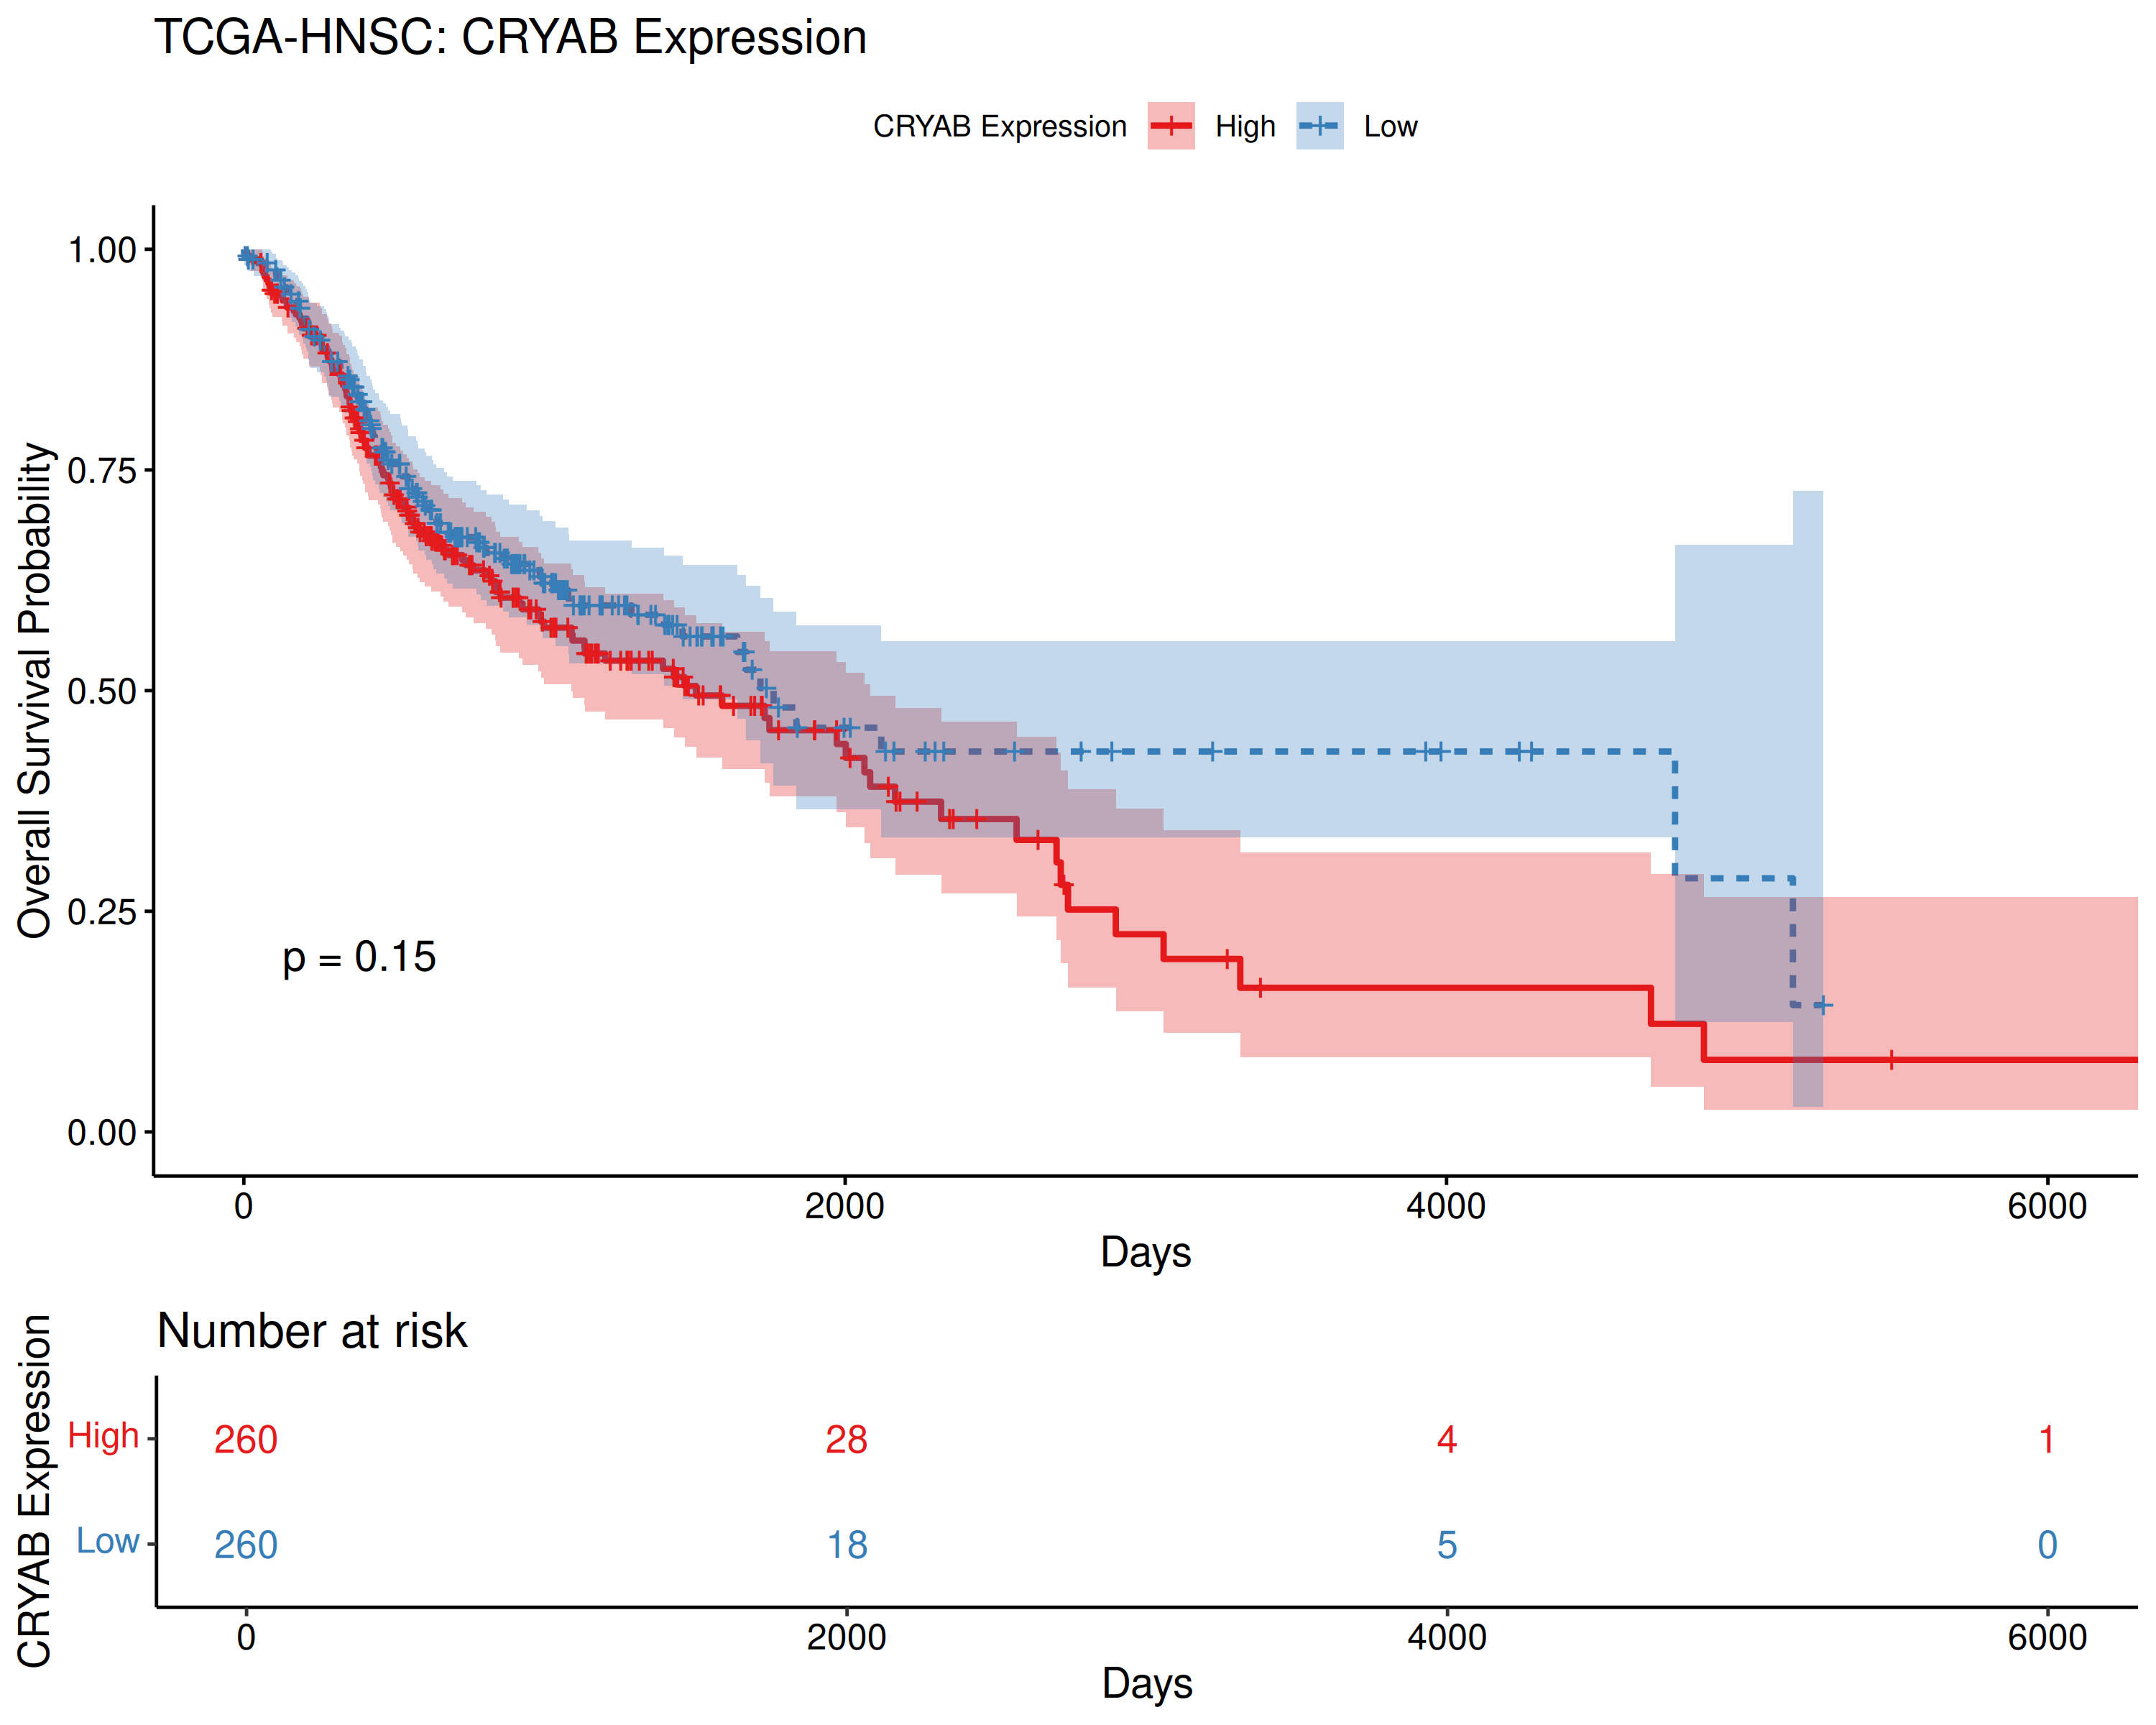 TCGA-HNSC: CRYAB Expression
CRYAB Expression High Low
Overall Survival Probability
1.00
0.75
0.50
0.25
0.00
p = 0.15
0 2000 4000 6000
Days
Number at risk
CRYAB Expression
High 260 28 4 1
Low 260 18 5 0
0 2000 4000 6000
Days